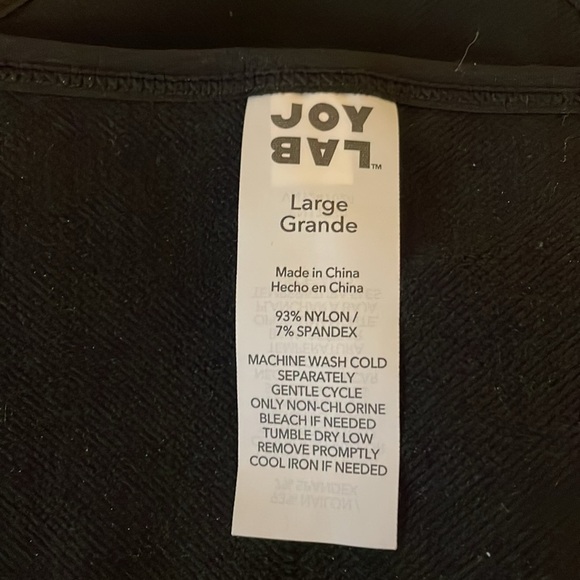 JOY
LAB™
Large
Grande
Made in China
Hecho en China
93% NYLON /
7% SPANDEX
MACHINE WASH COLD
SEPARATELY
GENTLE CYCLE
ONLY NON-CHLORINE
BLEACH IF NEEDED
TUMBLE DRY LOW
REMOVE PROMPTLY
COOL IRON IF NEEDED